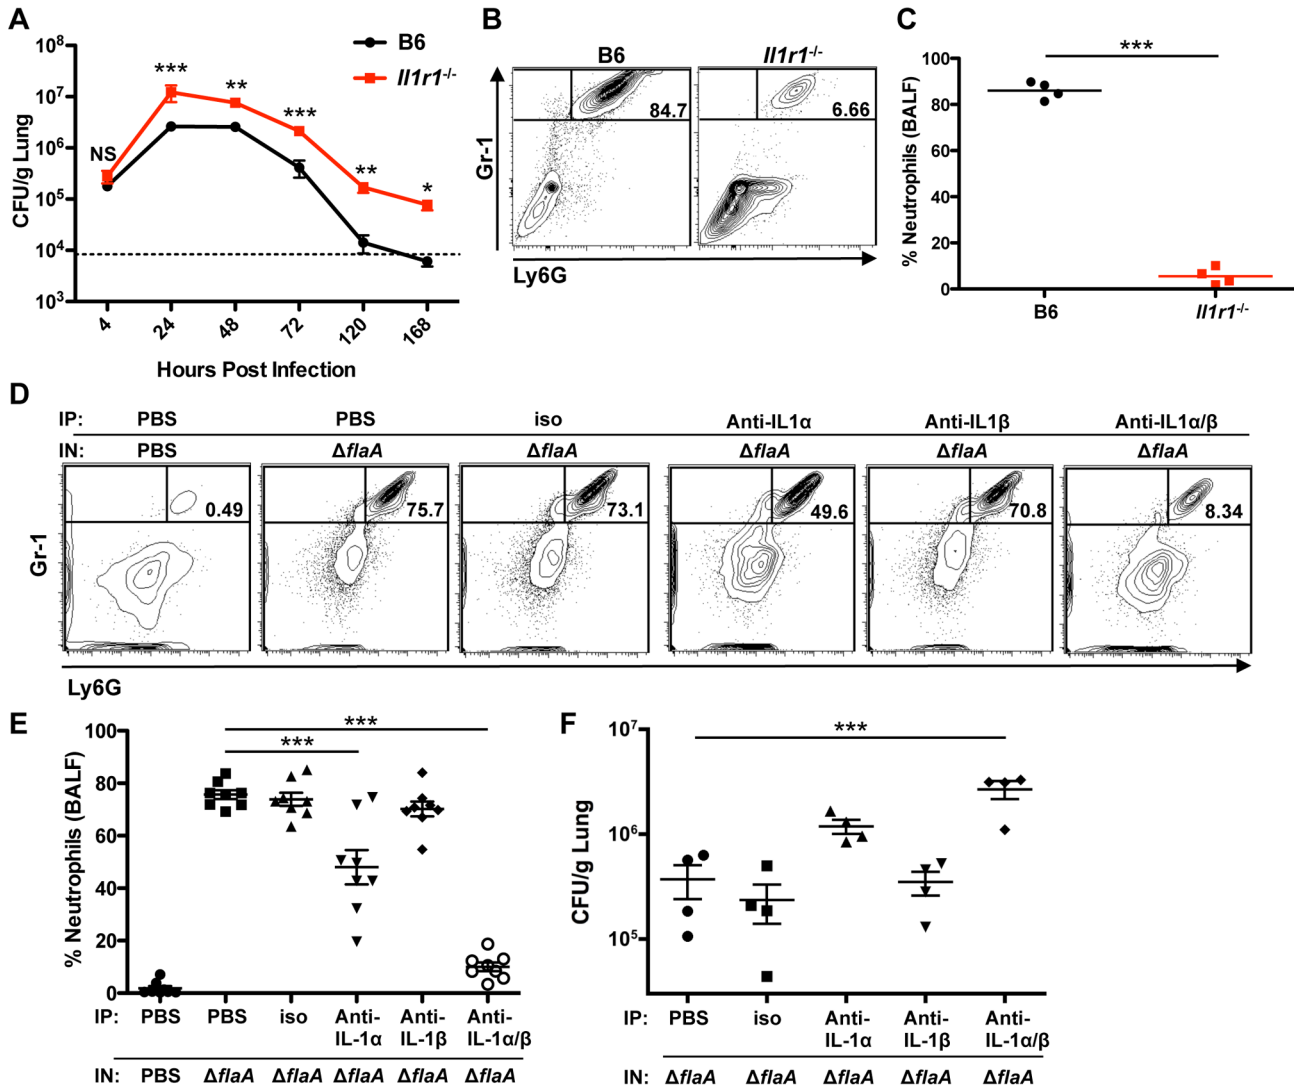 A
B6
Il1r1-/-
CFU/g Lung
10⁸
10⁷
10⁶
10⁵
10⁴
10³
NS
***
**
***
**
*
4
24
48
72
120
168
Hours Post Infection
B
B6
Il1r1-/-
Gr-1
84.7
6.66
Ly6G
C
***
% Neutrophils (BALF)
100
80
60
40
20
0
B6
Il1r1-/-
D
IP: PBS PBS iso Anti-IL1α Anti-IL1β Anti-IL1α/β
IN: PBS ΔflaA ΔflaA ΔflaA ΔflaA ΔflaA
Gr-1
0.49
75.7
73.1
49.6
70.8
8.34
Ly6G
E
% Neutrophils (BALF)
100
80
60
40
20
0
***
***
IP: PBS PBS iso Anti- Anti- Anti-
IL-1α IL-1β IL-1α/β
IN: PBS ΔflaA ΔflaA ΔflaA ΔflaA ΔflaA
F
CFU/g Lung
10⁷
10⁶
10⁵
***
IP: PBS iso Anti- Anti- Anti-
IL-1α IL-1β IL-1α/β
IN: ΔflaA ΔflaA ΔflaA ΔflaA ΔflaA